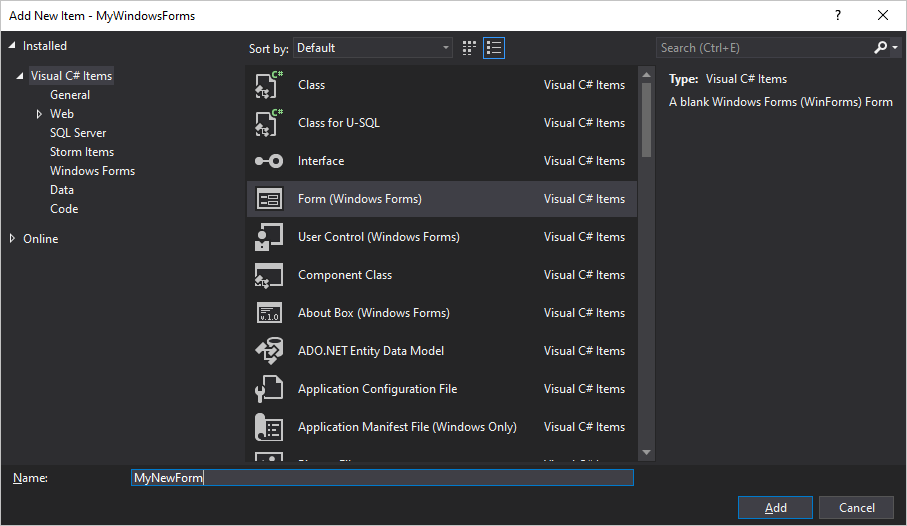 Add New Item - MyWindowsForms
?
Installed
Visual C# Items
General
Web
SQL Server
Storm Items
Windows Forms
Data
Code
Online
Sort by: Default
Class Visual C# Items
Class for U-SQL Visual C# Items
Interface Visual C# Items
Form (Windows Forms) Visual C# Items
User Control (Windows Forms) Visual C# Items
Component Class Visual C# Items
About Box (Windows Forms) Visual C# Items
ADO.NET Entity Data Model Visual C# Items
Application Configuration File Visual C# Items
Application Manifest File (Windows Only) Visual C# Items
Search (Ctrl+E)
Type: Visual C# Items
A blank Windows Forms (WinForms) Form
Name: MyNewForm
Add Cancel